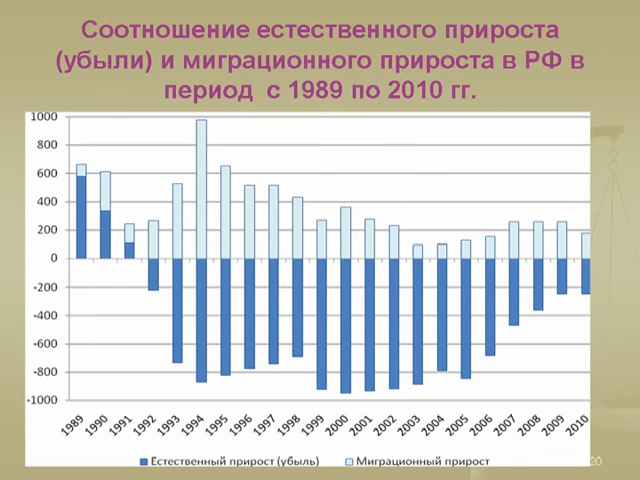 Соотношение естественного прироста
(убыли) и миграционного прироста в РФ в
период с 1989 по 2010 гг.
1000
800
600
400
200
0
-200
-400
-600
-800
-1000
1989 1990 1991 1992 1993 1994 1995 1996 1997 1998 1999 2000 2001 2002 2003 2004 2005 2006 2007 2008 2009 2010
Естественный прирост (убыль) Миграционный прирост
20